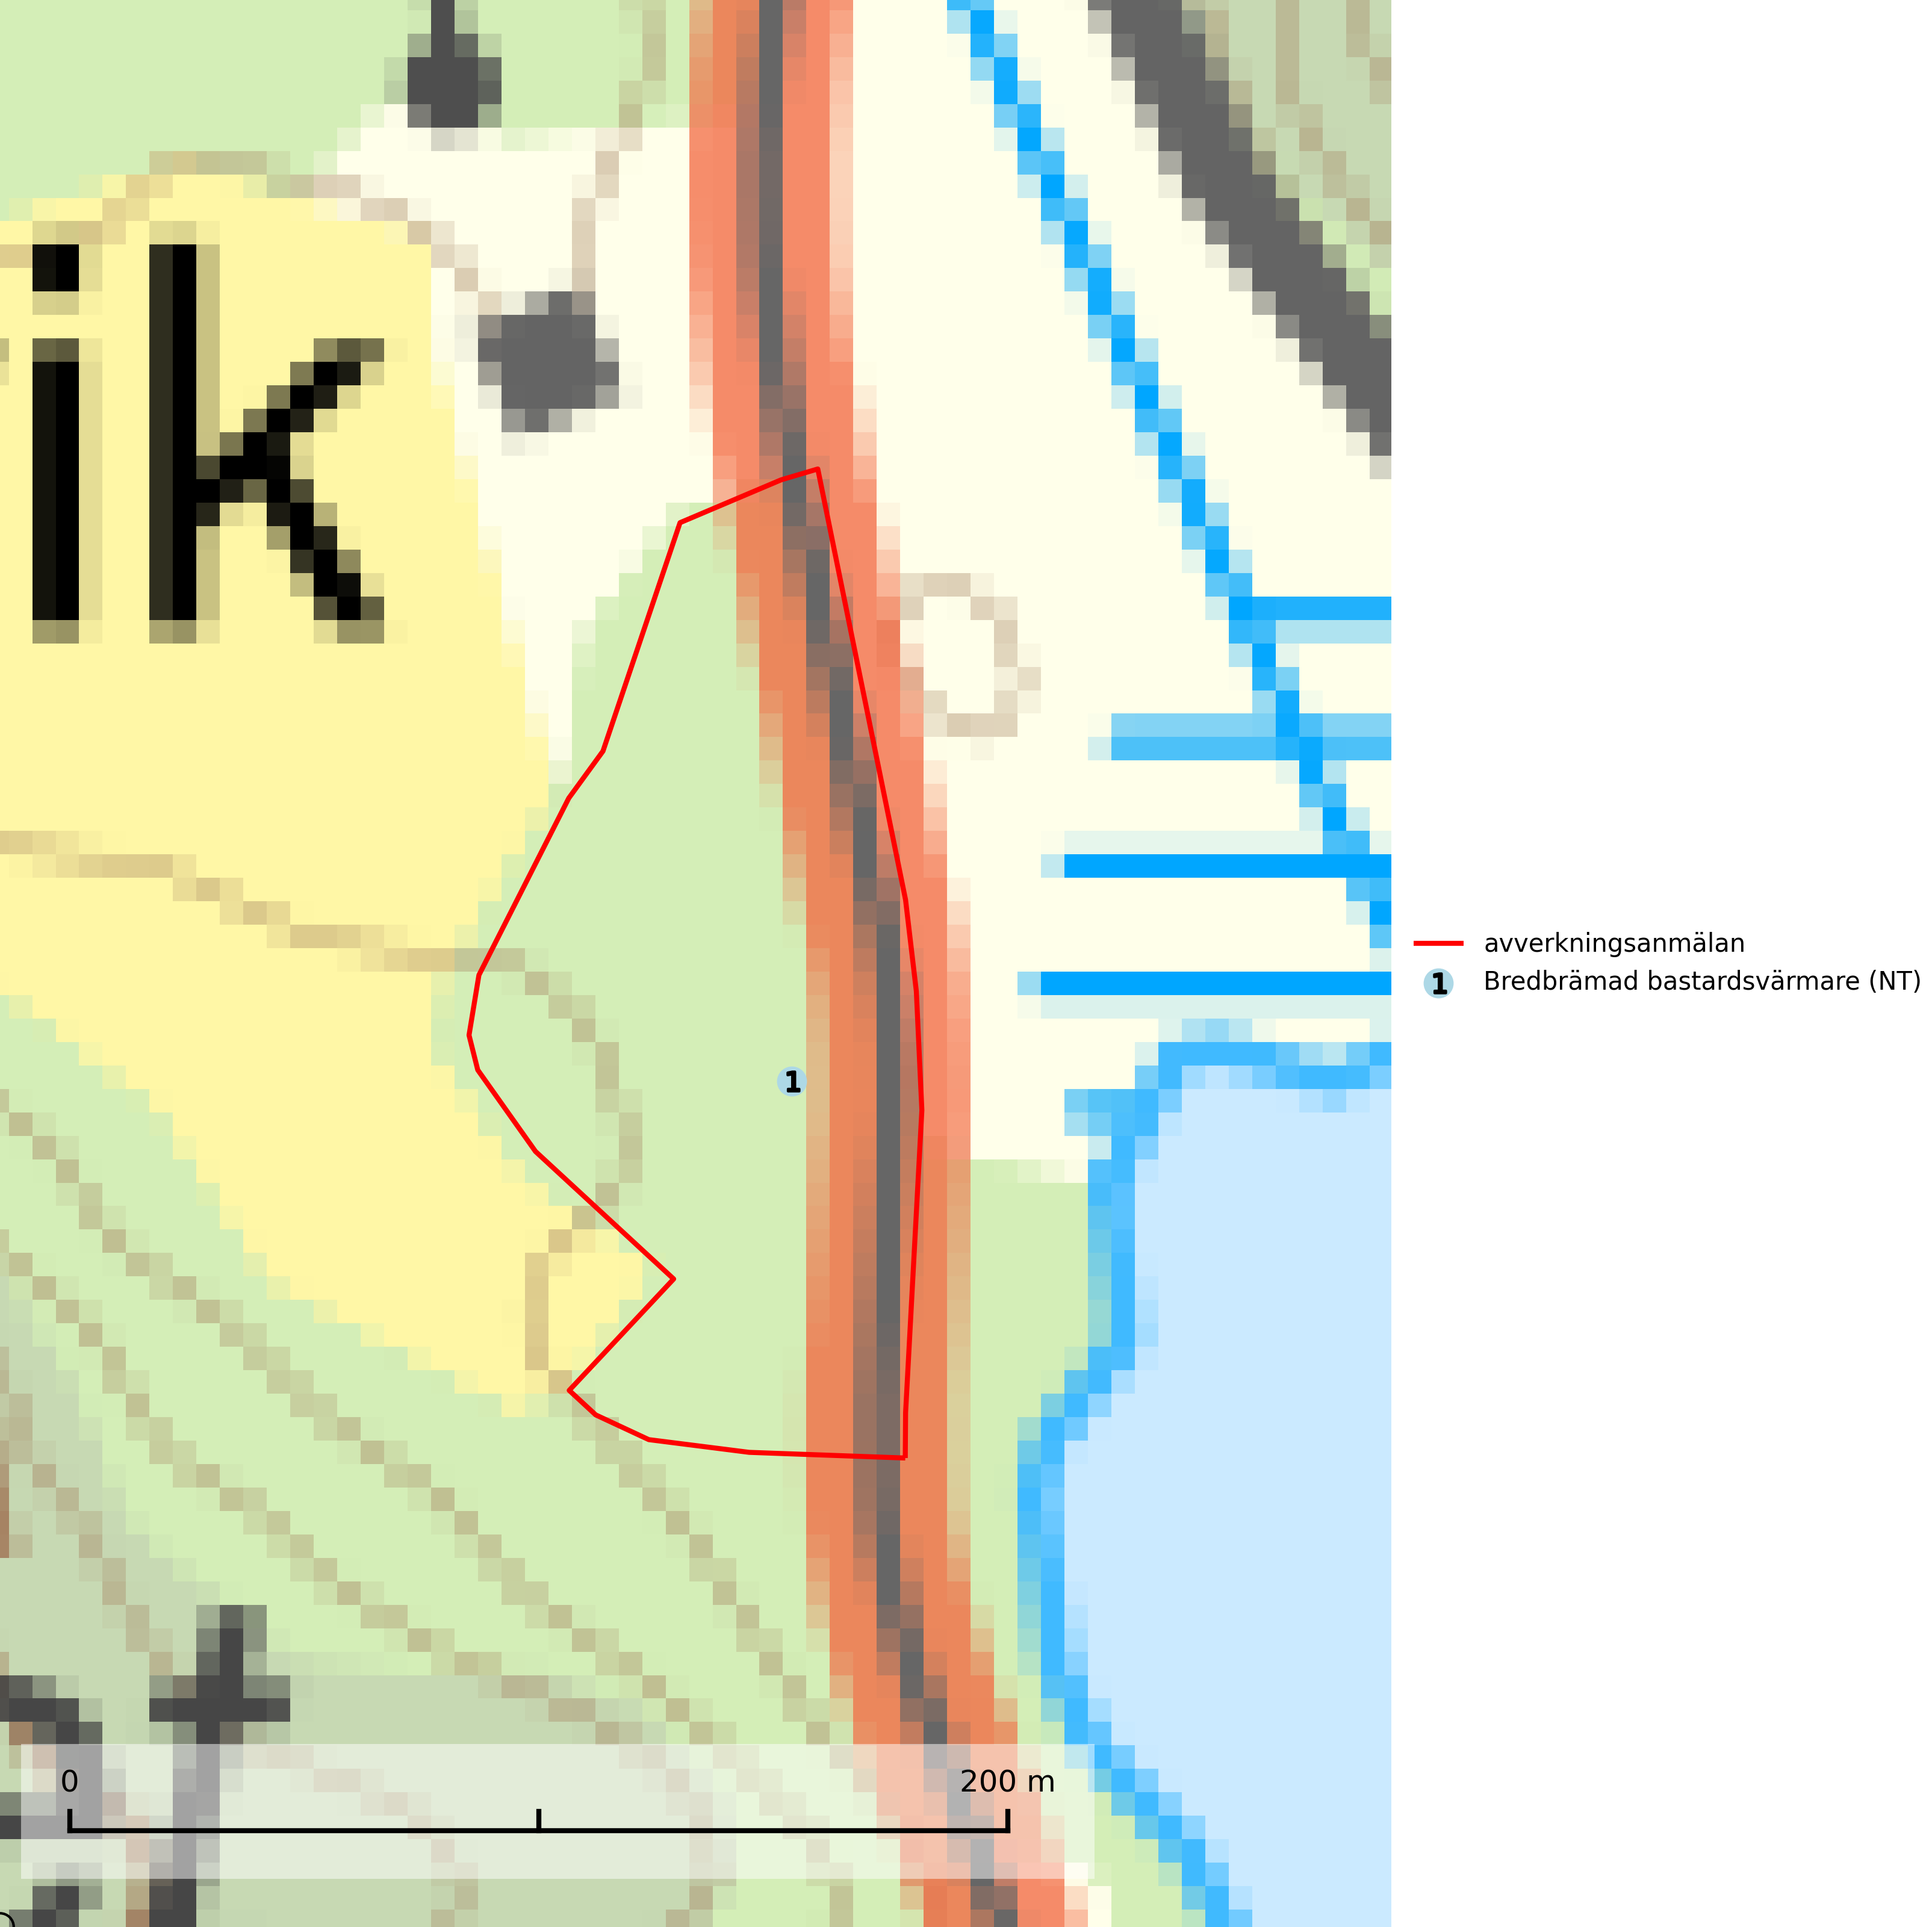 ik
avverkningsanmälan
1 Bredbrämad bastardsvärmare (NT)
1
0 200 m